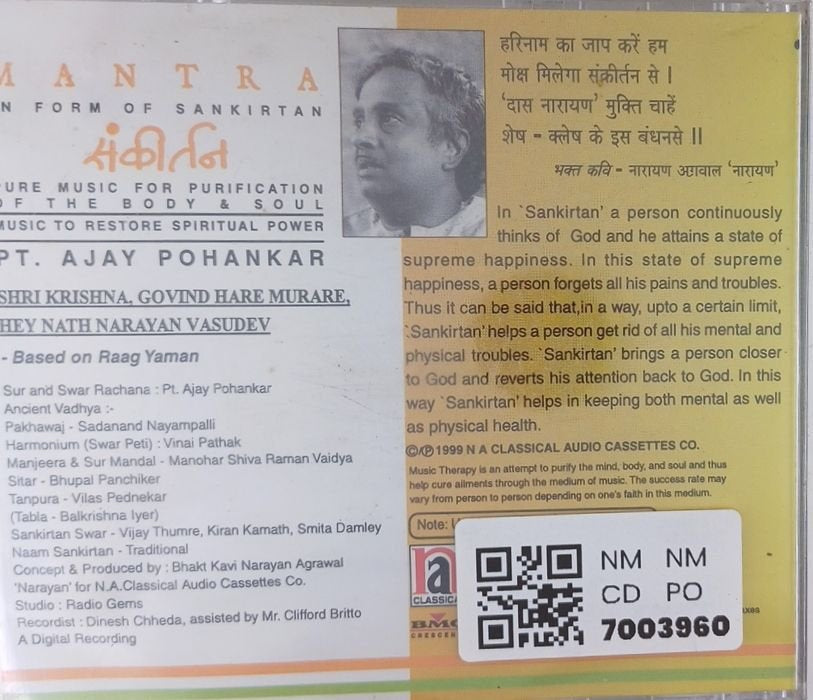 MANTRA
N FORM OF SANKIRTAN
संकीर्तन
PURE MUSIC FOR PURIFICATION
OF THE BODY & SOUL
MUSIC TO RESTORE SPIRITUAL POWER
PT. AJAY POHANKAR
SHRI KRISHNA, GOVIND HARE MURARE,
HEY NATH NARAYAN VASUDEV
- Based on Raag Yaman
Sur and Swar Rachana : Pt. Ajay Pohankar
Ancient Vadhya :-
Pakhawaj - Sadanand Nayampalli
Harmonium (Swar Peti) : Vinai Pathak
Manjeera & Sur Mandal - Manohar Shiva Raman Vaidya
Sitar - Bhupal Panchiker
Tanpura - Vilas Pednekar
(Tabla - Balkrishna Iyer)
Sankirtan Swar - Vijay Thumre, Kiran Kamath, Smita Damley
Naam Sankirtan - Traditional
Concept & Produced by : Bhakt Kavi Narayan Agrawal
'Narayan' for N.A.Classical Audio Cassettes Co.
Studio : Radio Gems
Recordist : Dinesh Chheda, assisted by Mr. Clifford Britto
A Digital Recording
हरिनाम का जाप करें हम
मोक्ष मिलेगा संक्रीर्तन से |
'दास नारायण' मुक्ति चाहें
शेष - क्लेष के इस बंधनसे ||
भक्त कवि - नारायण अग्रवाल 'नारायण'
In `Sankirtan' a person continuously
thinks of God and he attains a state of
supreme happiness. In this state of supreme
happiness, a person forgets all his pains and troubles.
Thus it can be said that,in a way, upto a certain limit,
`Sankirtan' helps a person get rid of all his mental and
physical troubles. `Sankirtan' brings a person closer
to God and reverts his attention back to God. In this
way `Sankirtan' helps in keeping both mental as well
as physical health.
©/℗ 1999 N A CLASSICAL AUDIO CASSETTES CO.
Music Therapy is an attempt to purify the mind, body, and soul and thus
help cure ailments through the medium of music. The success rate may
vary from person to person depending on one's faith in this medium.
Note:
na
CLASSICA
BMG
CRESCEN
NM NM
CD PO
7003960